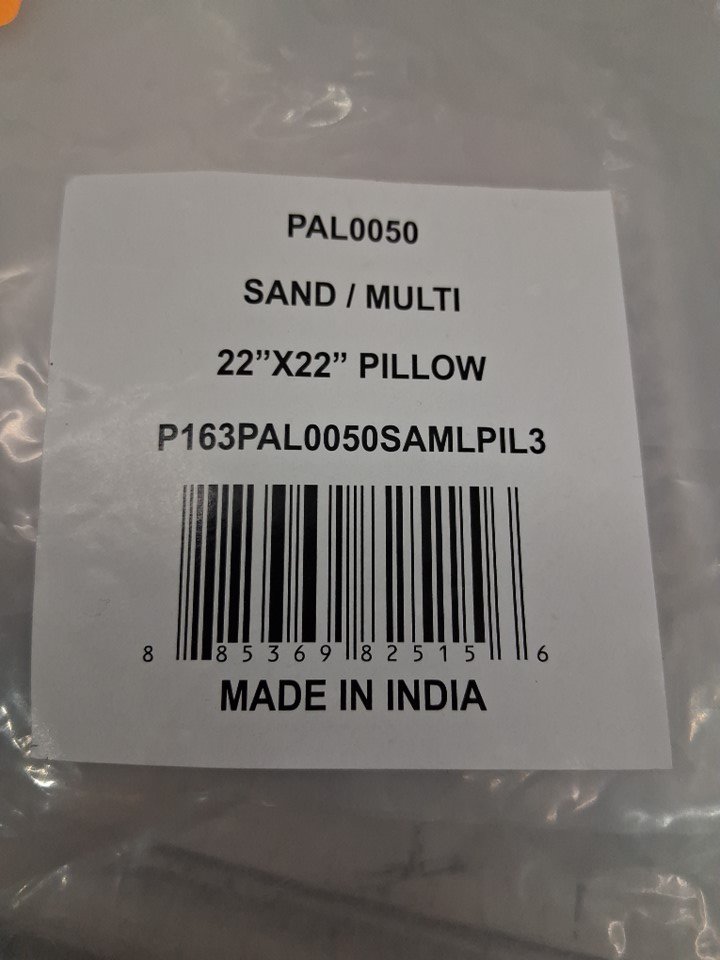 PAL0050
SAND / MULTI
22”X22” PILLOW
P163PAL0050SAMLPIL3
8 85369 82515 6
MADE IN INDIA